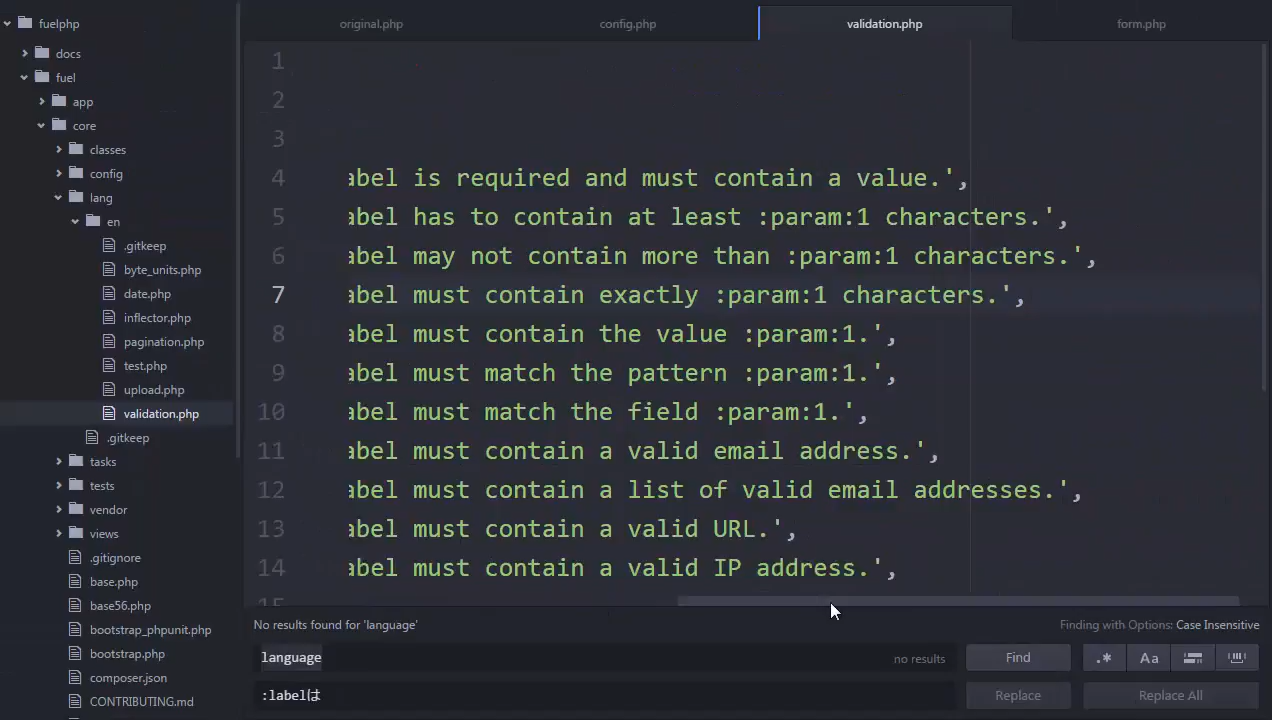 fuelphp
docs
fuel
app
core
classes
config
lang
en
.gitkeep
byte_units.php
date.php
inflector.php
pagination.php
test.php
upload.php
validation.php
.gitkeep
tasks
tests
vendor
views
.gitignore
base.php
base56.php
bootstrap_phpunit.php
bootstrap.php
composer.json
CONTRIBUTING.md
original.php config.php validation.php form.php
1
2
3
4 abel is required and must contain a value.',
5 abel has to contain at least :param:1 characters.',
6 abel may not contain more than :param:1 characters.',
7 abel must contain exactly :param:1 characters.',
8 abel must contain the value :param:1.',
9 abel must match the pattern :param:1.',
10 abel must match the field :param:1.',
11 abel must contain a valid email address.',
12 abel must contain a list of valid email addresses.',
13 abel must contain a valid URL.',
14 abel must contain a valid IP address.',
15
No results found for 'language' Finding with Options: Case Insensitive
language no results Find .* Aa
:labelは Replace Replace All